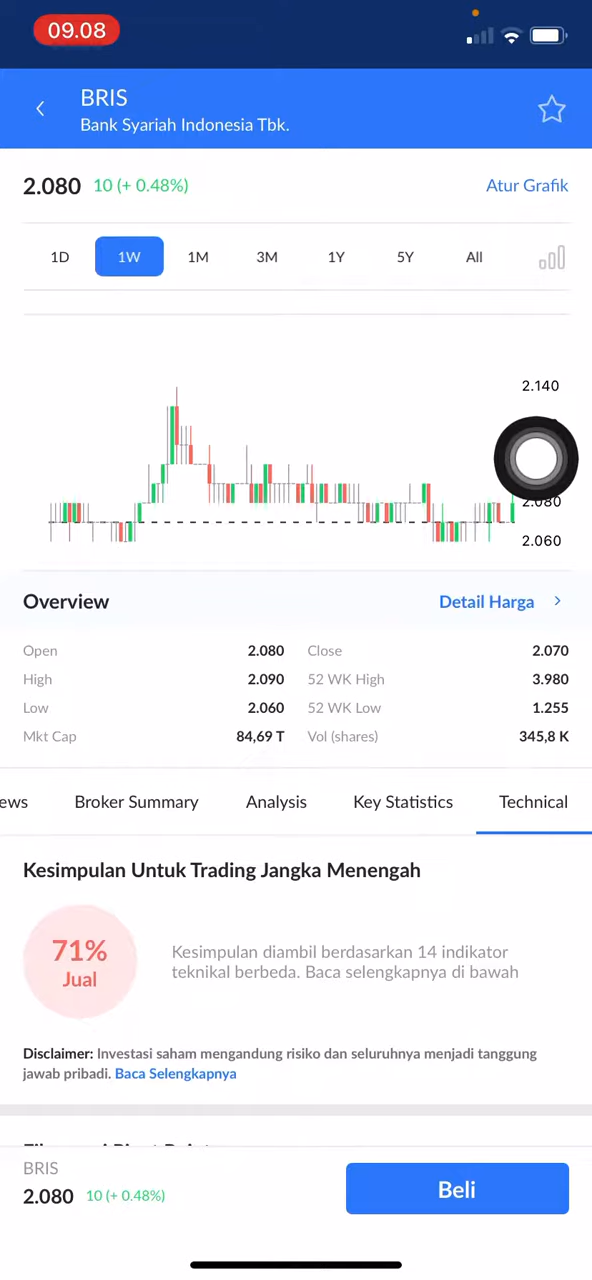 09.08
BRIS
Bank Syariah Indonesia Tbk.
2.080 10 (+ 0.48%) Atur Grafik
1D 1W 1M 3M 1Y 5Y All
2.140
2.080
2.060
Overview Detail Harga
Open 2.080 Close 2.070
High 2.090 52 WK High 3.980
Low 2.060 52 WK Low 1.255
Mkt Cap 84,69 T Vol (shares) 345,8 K
ews Broker Summary Analysis Key Statistics Technical
Kesimpulan Untuk Trading Jangka Menengah
71%
Jual
Kesimpulan diambil berdasarkan 14 indikator
teknikal berbeda. Baca selengkapnya di bawah
Disclaimer: Investasi saham mengandung risiko dan seluruhnya menjadi tanggung
jawab pribadi. Baca Selengkapnya
BRIS
2.080 10 (+ 0.48%)
Beli